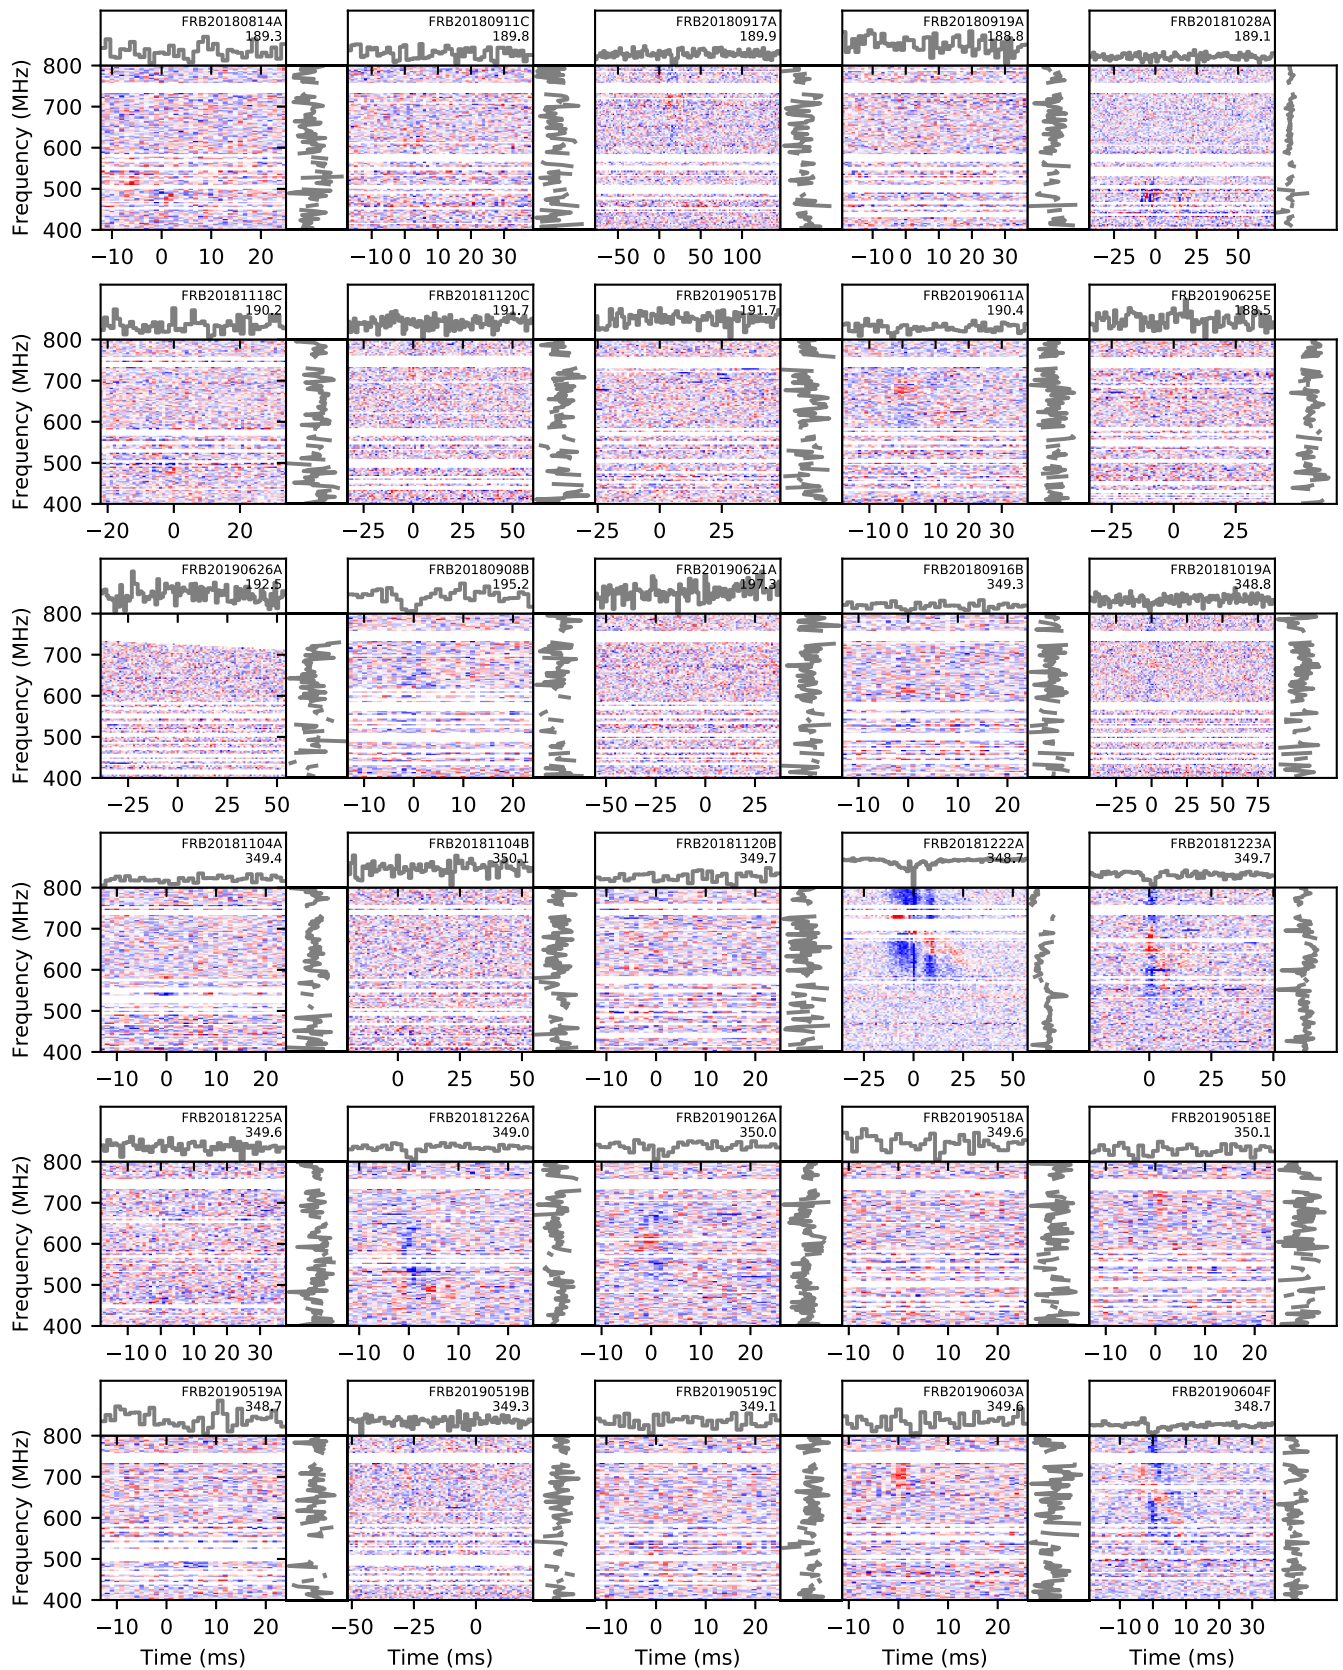 FRB20180814A
189.3
FRB20180911C
189.8
FRB20180917A
189.9
FRB20180919A
188.8
FRB20181028A
189.1
Frequency (MHz)
800
700
600
500
400
−10 0 10 20
−10 0 10 20 30
−50 0 50 100
−10 0 10 20 30
−25 0 25 50
FRB20181118C
190.2
FRB20181120C
191.7
FRB20190517B
191.7
FRB20190611A
190.4
FRB20190625E
188.5
Frequency (MHz)
800
700
600
500
400
−20 0 20
−25 0 25 50
−25 0 25
−10 0 10 20 30
−25 0 25
FRB20190626A
192.5
FRB20180908B
195.2
FRB20190621A
197.3
FRB20180916B
349.3
FRB20181019A
348.8
Frequency (MHz)
800
700
600
500
400
−25 0 25 50
−10 0 10 20
−50 −25 0 25
−10 0 10 20
−25 0 25 50 75
FRB20181104A
349.4
FRB20181104B
350.1
FRB20181120B
349.7
FRB20181222A
348.7
FRB20181223A
349.7
Frequency (MHz)
800
700
600
500
400
−10 0 10 20
0 25 50
−10 0 10 20
−25 0 25 50
0 25 50
FRB20181225A
349.6
FRB20181226A
349.0
FRB20190126A
350.0
FRB20190518A
349.6
FRB20190518E
350.1
Frequency (MHz)
800
700
600
500
400
−10 0 10 20 30
−10 0 10 20
−10 0 10 20
−10 0 10 20
−10 0 10 20
FRB20190519A
348.7
FRB20190519B
349.3
FRB20190519C
349.1
FRB20190603A
349.6
FRB20190604F
348.7
Frequency (MHz)
800
700
600
500
400
−10 0 10 20
−50 −25 0
−10 0 10 20
−10 0 10 20
−10 0 10 20 30
Time (ms)
Time (ms)
Time (ms)
Time (ms)
Time (ms)